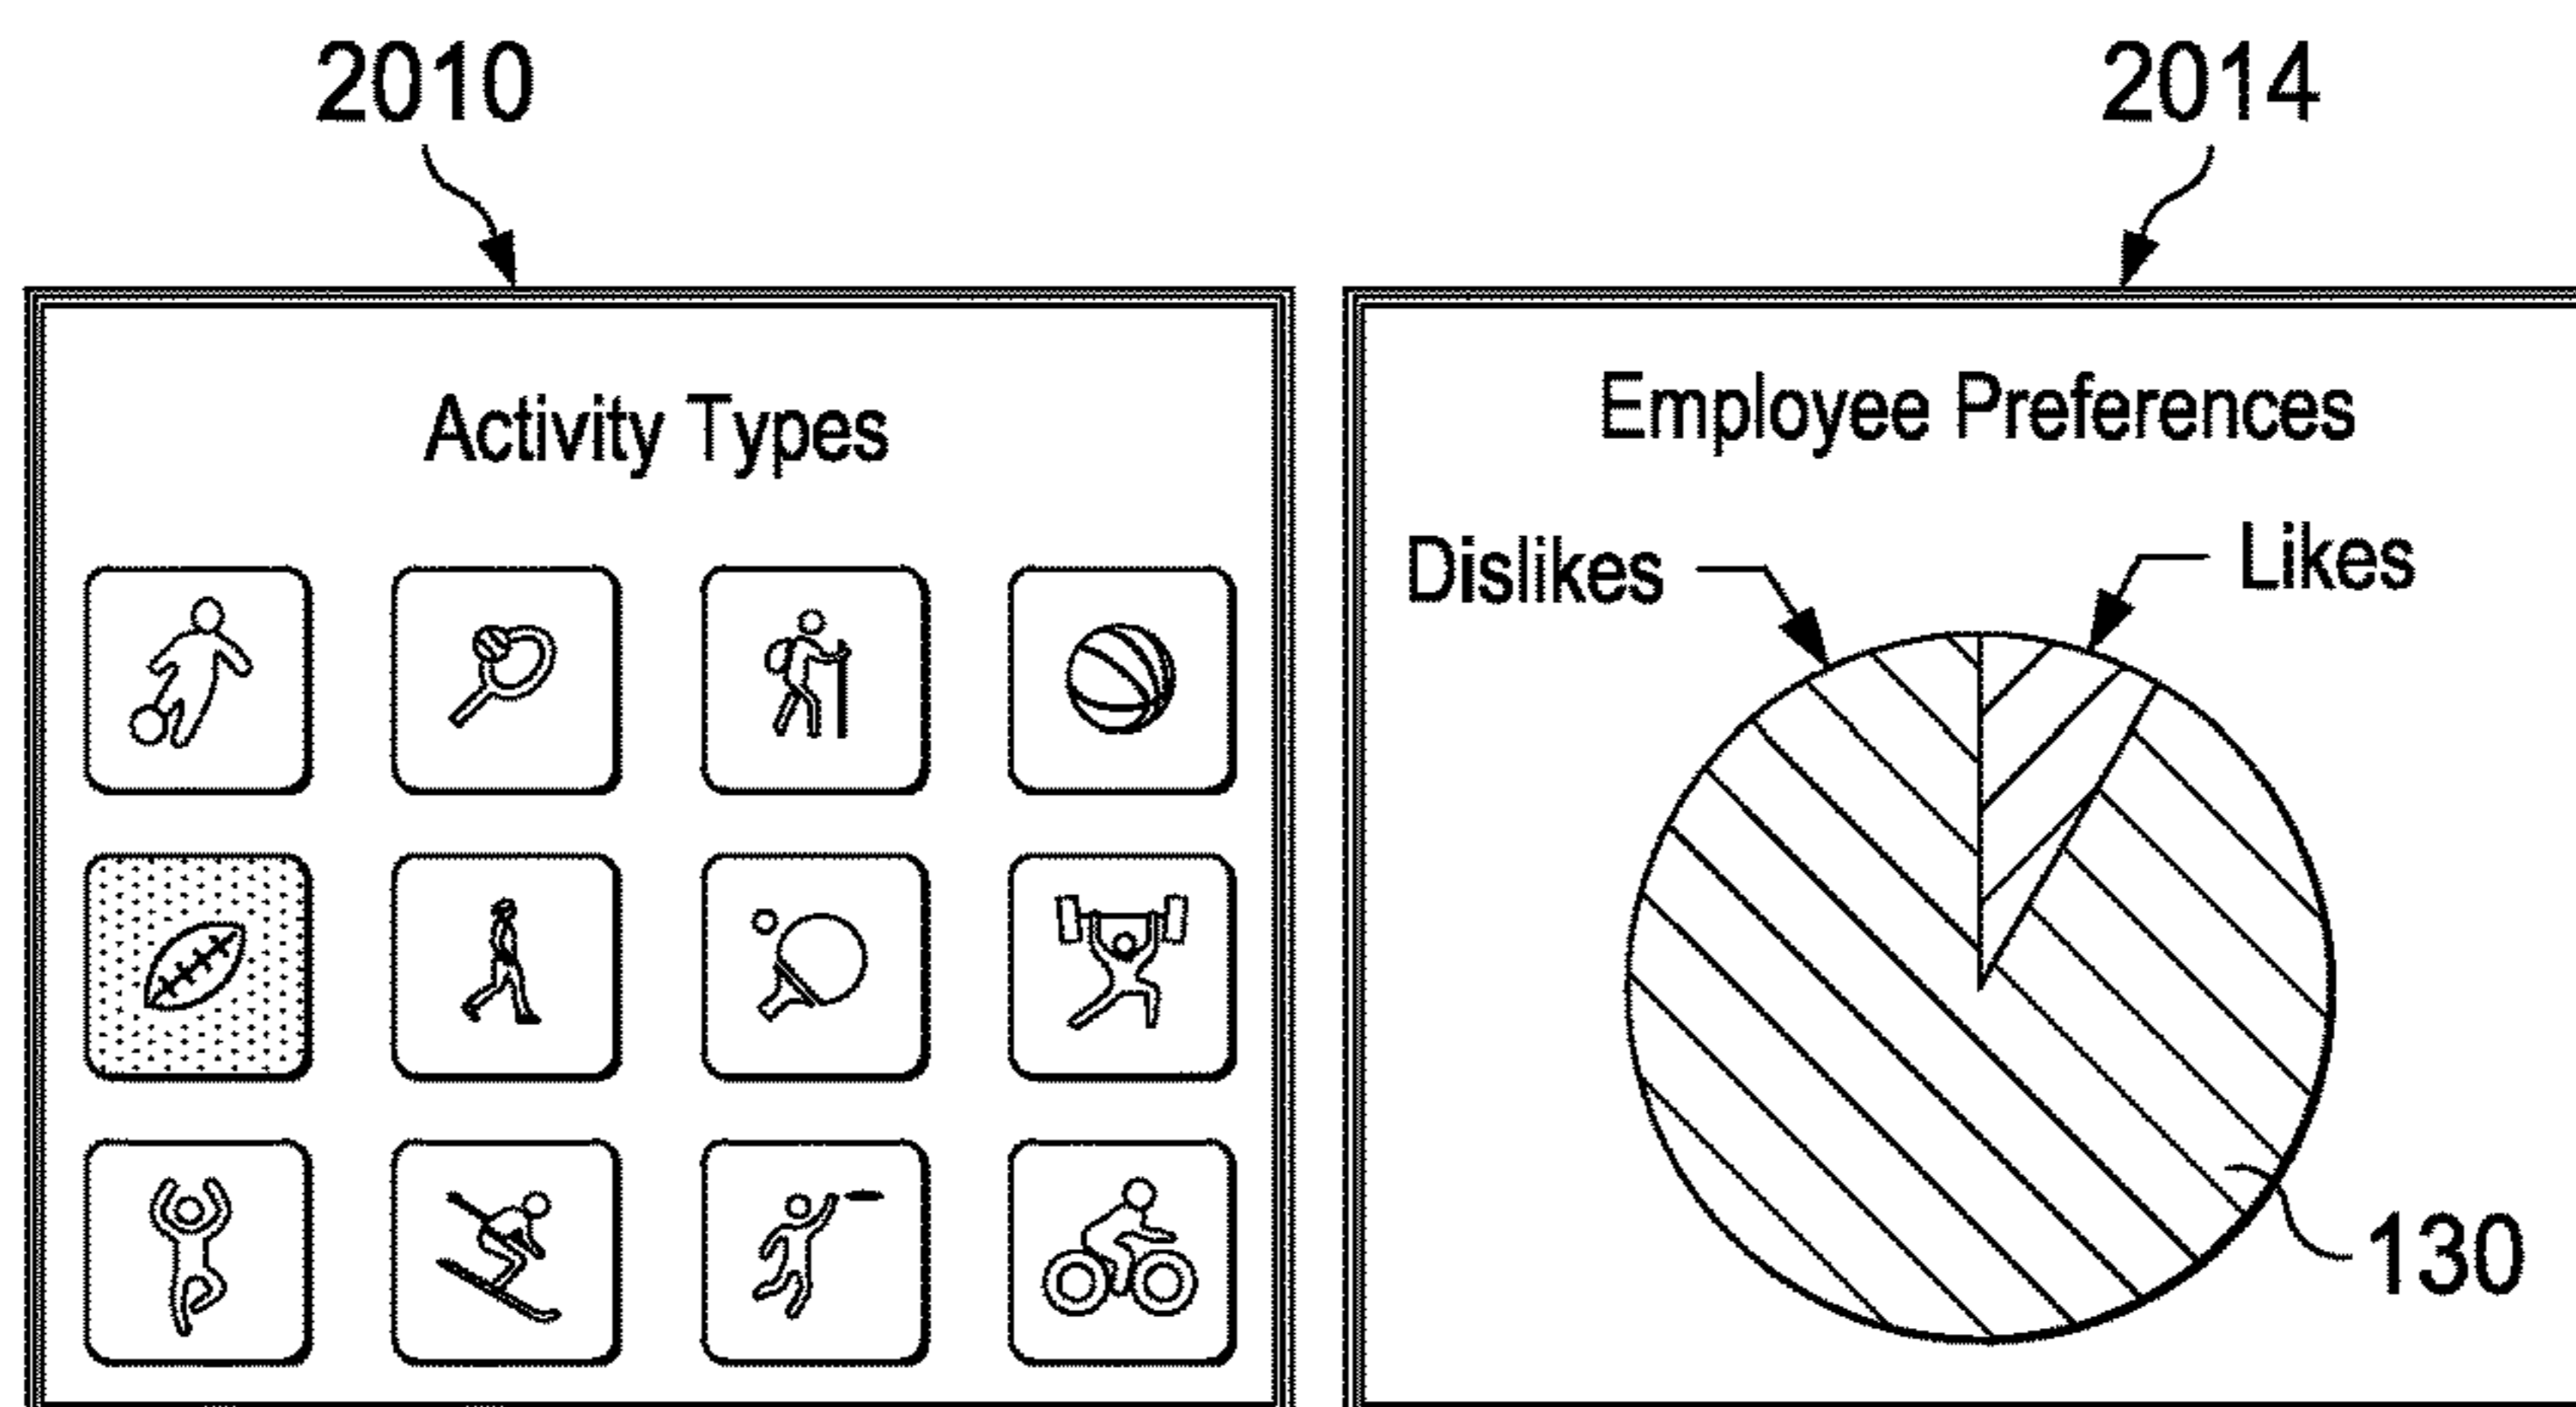 2010
2014
Activity Types
Employee Preferences
Dislikes
Likes
130